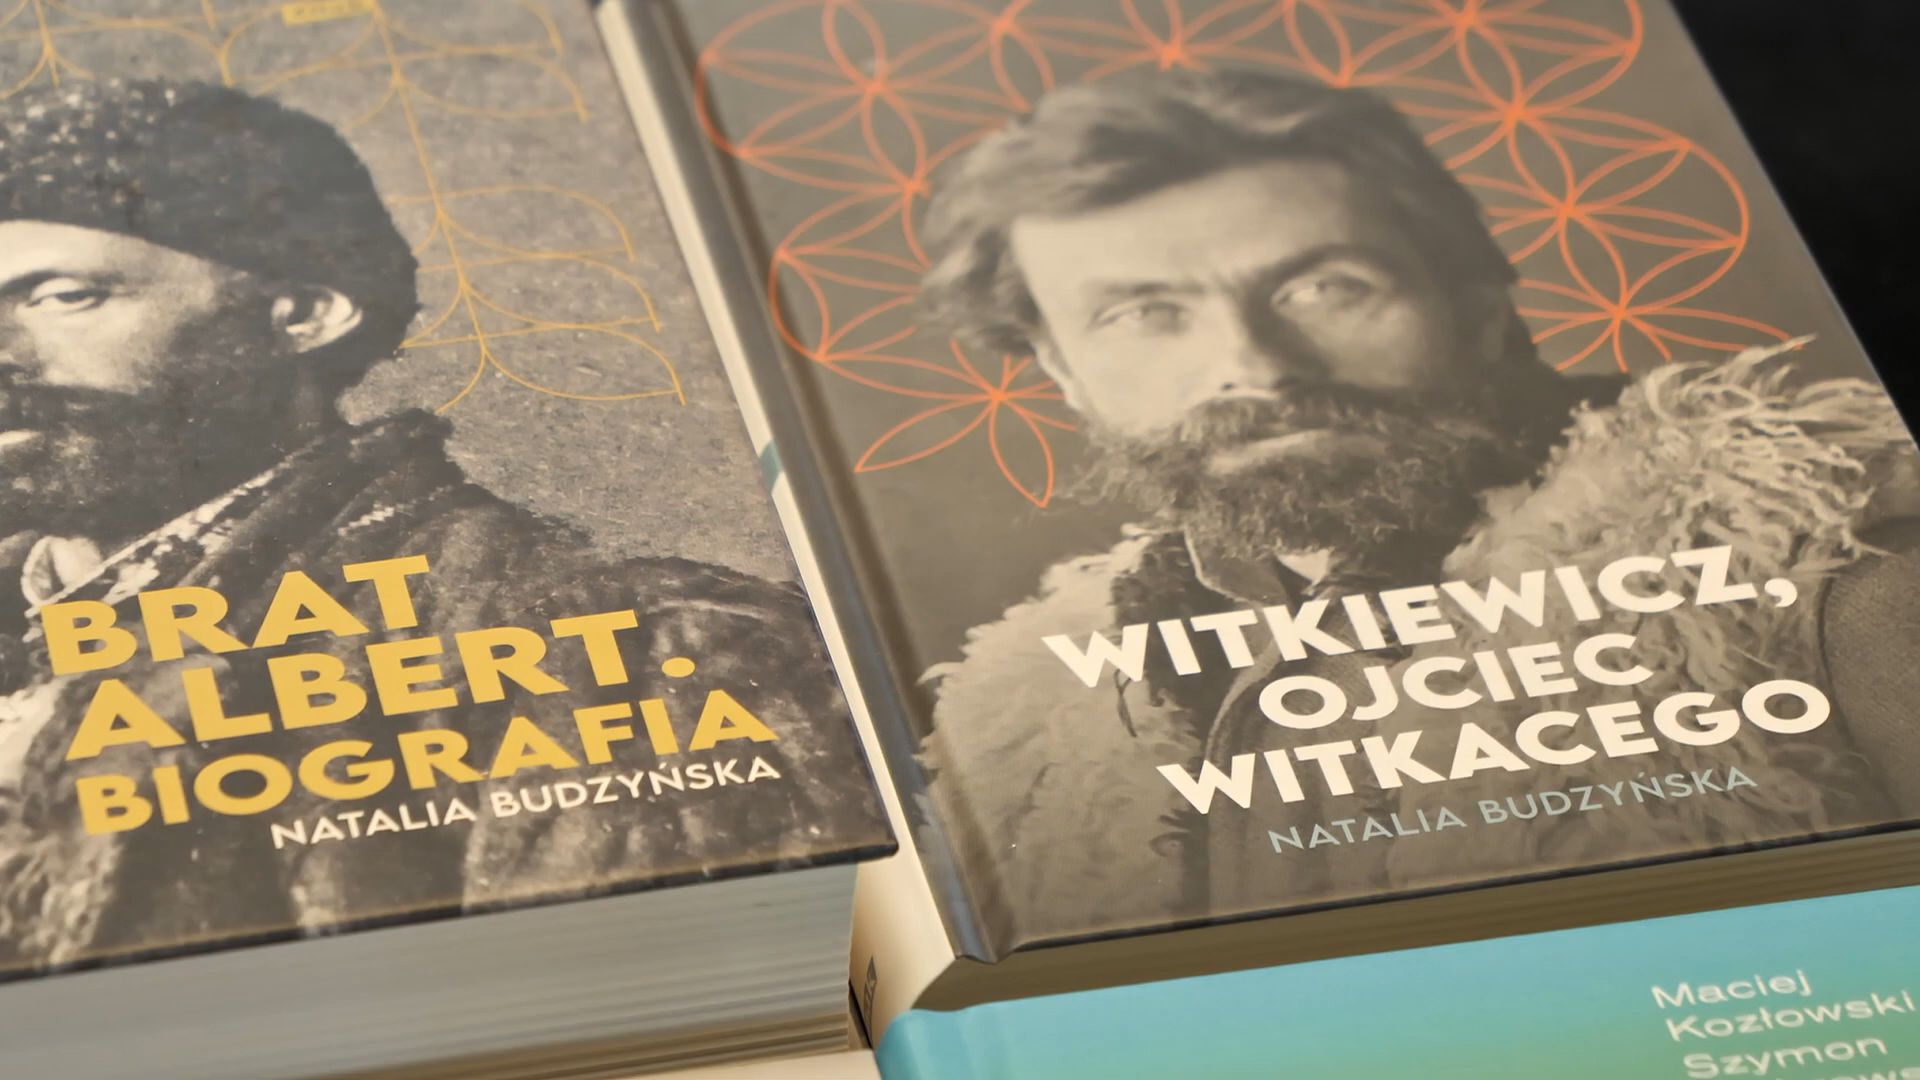 BRAT
ALBERT.
BIOGRAFIA
NATALIA BUDZYŃSKA
WITKIEWICZ,
OJCIEC
WITKACEGO
NATALIA BUDZYŃSKA
Maciej
Kozłowski
Szymon